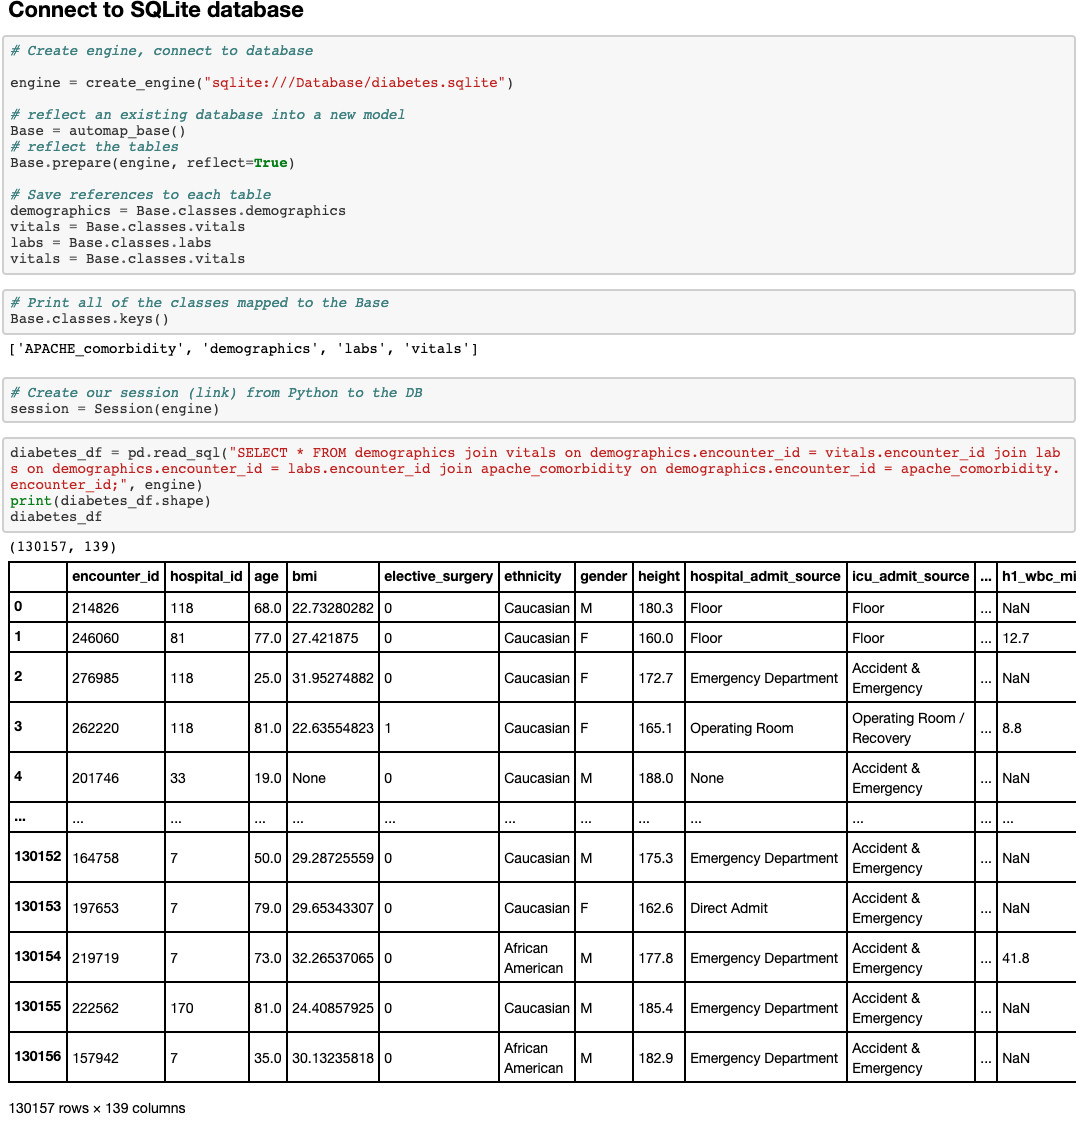 Connect to SQLite database
# Create engine, connect to database
engine = create_engine("sqlite:///Database/diabetes.sqlite")
# reflect an existing database into a new model
Base = automap_base()
# reflect the tables
Base.prepare(engine, reflect=True)
# Save references to each table
demographics = Base.classes.demographics
vitals = Base.classes.vitals
labs = Base.classes.labs
vitals = Base.classes.vitals
# Print all of the classes mapped to the Base
Base.classes.keys()
['APACHE_comorbidity', 'demographics', 'labs', 'vitals']
# Create our session (link) from Python to the DB
session = Session(engine)
diabetes_df = pd.read_sql("SELECT * FROM demographics join vitals on demographics.encounter_id = vitals.encounter_id join lab
s on demographics.encounter_id = labs.encounter_id join apache_comorbidity on demographics.encounter_id = apache_comorbidity.
encounter_id;", engine)
print(diabetes_df.shape)
diabetes_df
(130157, 139)
encounter_id hospital_id age bmi elective_surgery ethnicity gender height hospital_admit_source icu_admit_source ... h1_wbc_mi
0 214826 118 68.0 22.73280282 0 Caucasian M 180.3 Floor Floor ... NaN
1 246060 81 77.0 27.421875 0 Caucasian F 160.0 Floor Floor ... 12.7
2 276985 118 25.0 31.95274882 0 Caucasian F 172.7 Emergency Department Accident &
Emergency ... NaN
3 262220 118 81.0 22.63554823 1 Caucasian F 165.1 Operating Room Operating Room /
Recovery ... 8.8
4 201746 33 19.0 None 0 Caucasian M 188.0 None Accident &
Emergency ... NaN
... ... ... ... ... ... ... ... ... ... ... ... ...
130152 164758 7 50.0 29.28725559 0 Caucasian M 175.3 Emergency Department Accident &
Emergency ... NaN
130153 197653 7 79.0 29.65343307 0 Caucasian F 162.6 Direct Admit Accident &
Emergency ... NaN
130154 219719 7 73.0 32.26537065 0 African
American M 177.8 Emergency Department Accident &
Emergency ... 41.8
130155 222562 170 81.0 24.40857925 0 Caucasian M 185.4 Emergency Department Accident &
Emergency ... NaN
130156 157942 7 35.0 30.13235818 0 African
American M 182.9 Emergency Department Accident &
Emergency ... NaN
130157 rows × 139 columns